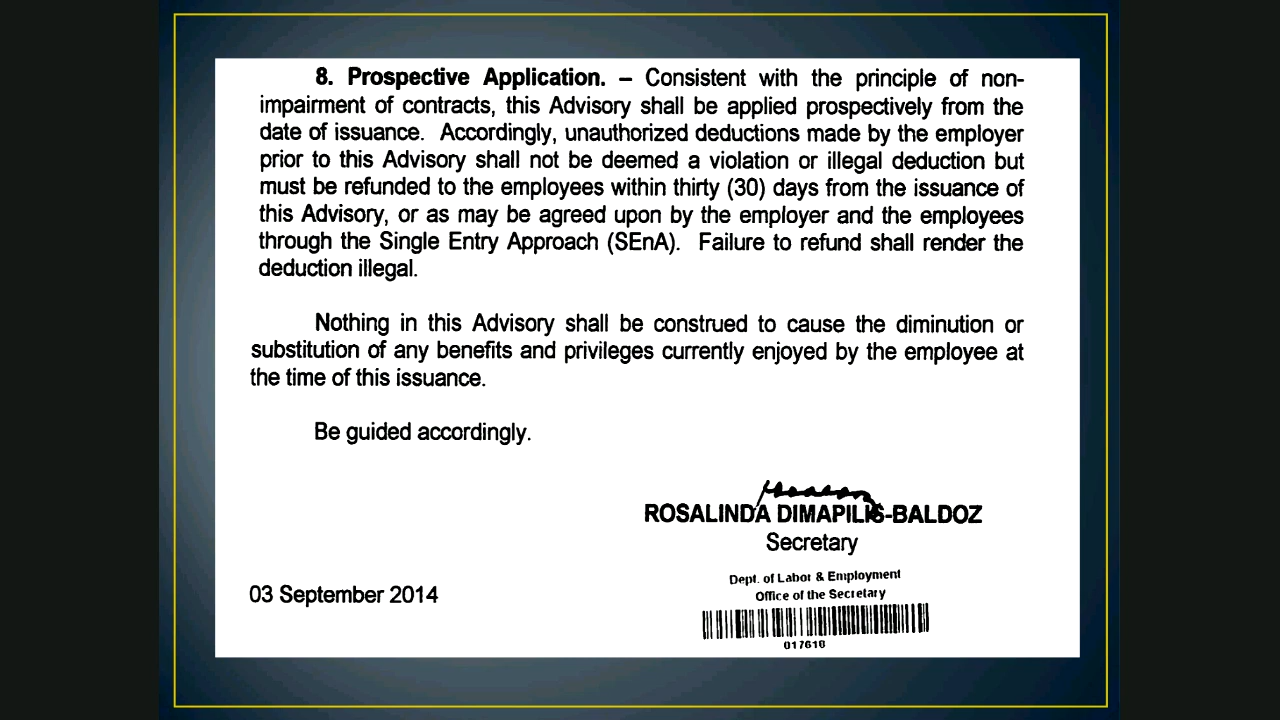 8. Prospective Application. – Consistent with the principle of non-
impairment of contracts, this Advisory shall be applied prospectively from the
date of issuance. Accordingly, unauthorized deductions made by the employer
prior to this Advisory shall not be deemed a violation or illegal deduction but
must be refunded to the employees within thirty (30) days from the issuance of
this Advisory, or as may be agreed upon by the employer and the employees
through the Single Entry Approach (SEnA). Failure to refund shall render the
deduction illegal.
Nothing in this Advisory shall be construed to cause the diminution or
substitution of any benefits and privileges currently enjoyed by the employee at
the time of this issuance.
Be guided accordingly.
ROSALINDA DIMAPILIS-BALDOZ
Secretary
Dept. of Labor & Employment
Office of the Secretary
03 September 2014
017618